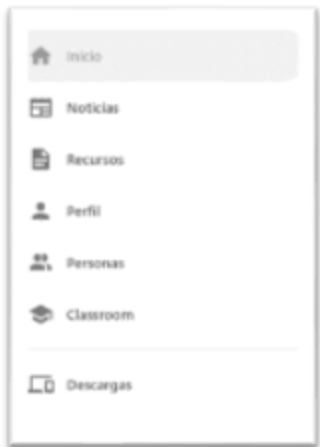 Inicio
Noticias
Recursos
Perfil
Personas
Classroom
Descargas